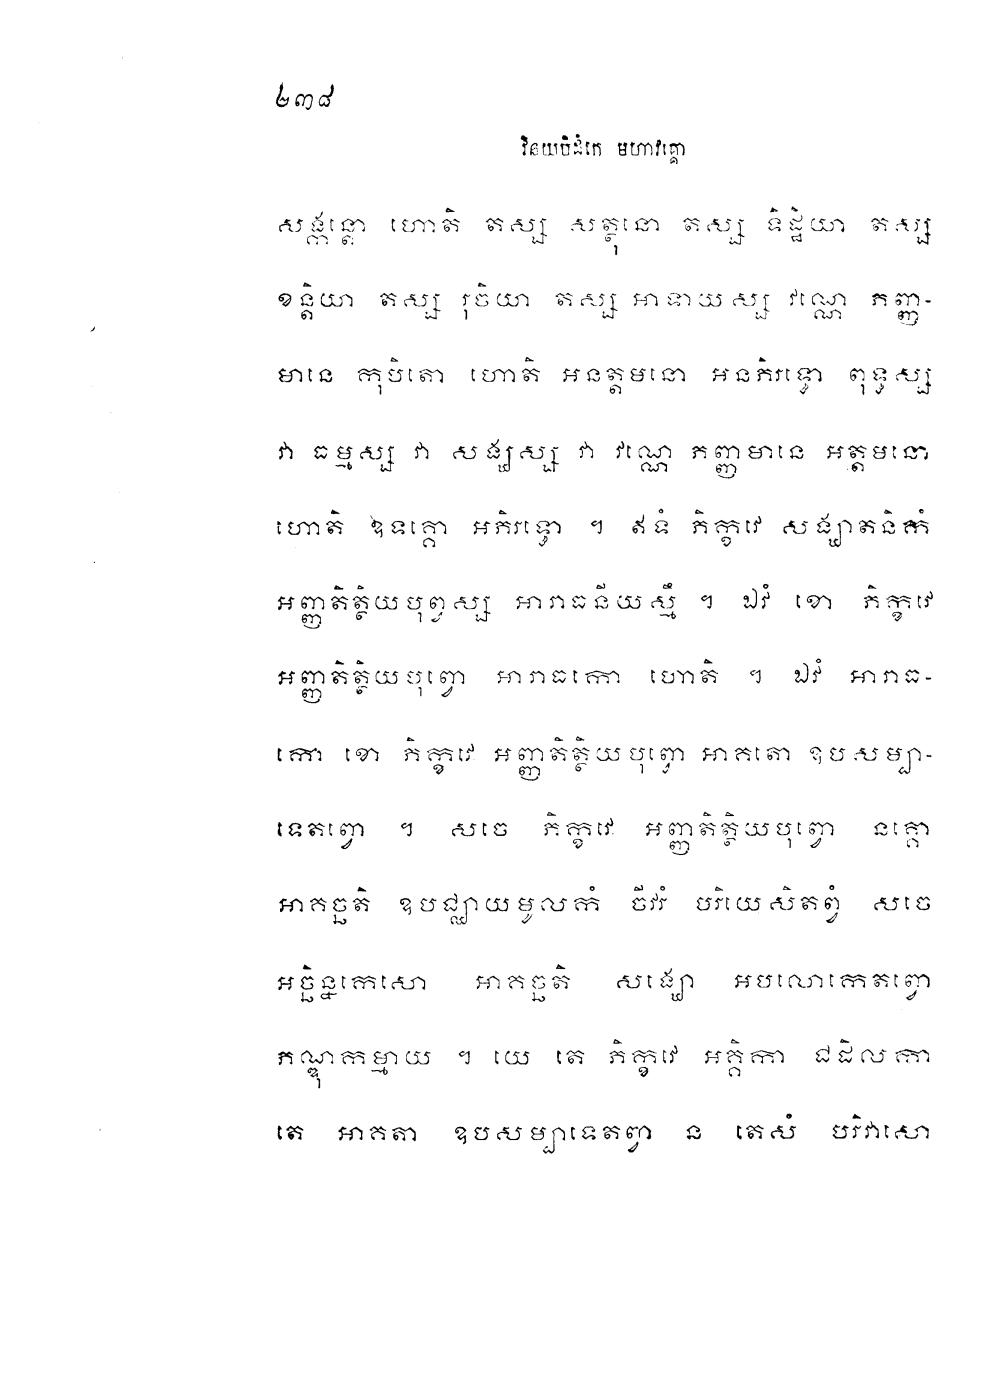 ២៣៨
វិនយបិដកេ មហាវគ្គោ
សង្កន្តោ ហោតិ តស្ស សត្ថុនោ តស្ស ទិដ្ឋិយា តស្ស
ខន្តិយា តស្ស រុចិយា តស្ស អាទាយស្ស វណ្ណេ ភញ្ញ-
មានេ កុបិតោ ហោតិ អនត្តមនោ អនភិរទ្ធោ ពុទ្ធស្ស
វា ធម្មស្ស វា សង្ឃស្ស វា វណ្ណេ ភញ្ញមានេ អត្តមនោ
ហោតិ ឧទគ្គោ អភិរទ្ធោ ។ ឥទំ ភិក្ខវេ សង្ឃាតនិកំ
អញ្ញតិត្ថិយបុព្វស្ស អារាធនីយស្មឹ ។ ឯវំ ខោ ភិក្ខវេ
អញ្ញតិត្ថិយបុព្វោ អារាធកោ ហោតិ ។ ឯវំ អារាធ-
កោ ខោ ភិក្ខវេ អញ្ញតិត្ថិយបុព្វោ អាគតោ ឧបសម្បា-
ទេតព្វោ ។ សចេ ភិក្ខវេ អញ្ញតិត្ថិយបុព្វោ នគ្គោ
អាគច្ឆតិ ឧបជ្ឈាយមូលកំ ចីវរំ បរិយេសិតព្វំ សចេ
អច្ឆិន្នកេសោ អាគច្ឆតិ សង្ឃោ អបលោកេតព្វោ
ភណ្ឌុកម្មាយ ។ យេ តេ ភិក្ខវេ អគ្គិកា ជដិលកា
តេ អាគតា ឧបសម្បាទេតព្វា ន តេសំ បរិវាសោ